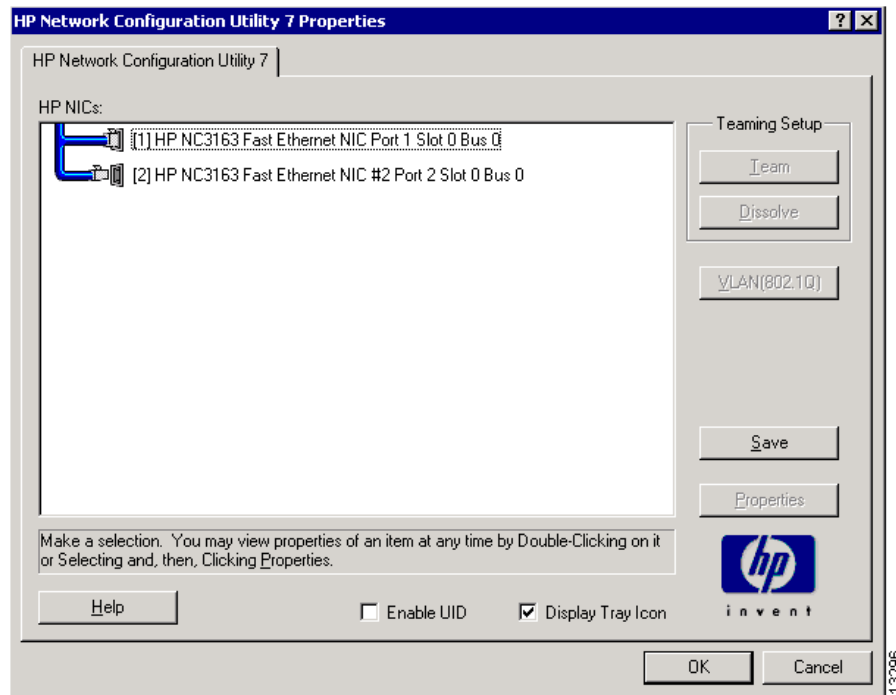 HP Network Configuration Utility 7 Properties
HP Network Configuration Utility 7
HP NICs:
[1] HP NC3163 Fast Ethernet NIC Port 1 Slot 0 Bus 0
[2] HP NC3163 Fast Ethernet NIC #2 Port 2 Slot 0 Bus 0
Teaming Setup
Team
Dissolve
VLAN(802.1Q)
Save
Properties
Make a selection. You may view properties of an item at any time by Double-Clicking on it
or Selecting and, then, Clicking Properties.
hp
invent
Help
Enable UID
Display Tray Icon
OK
Cancel